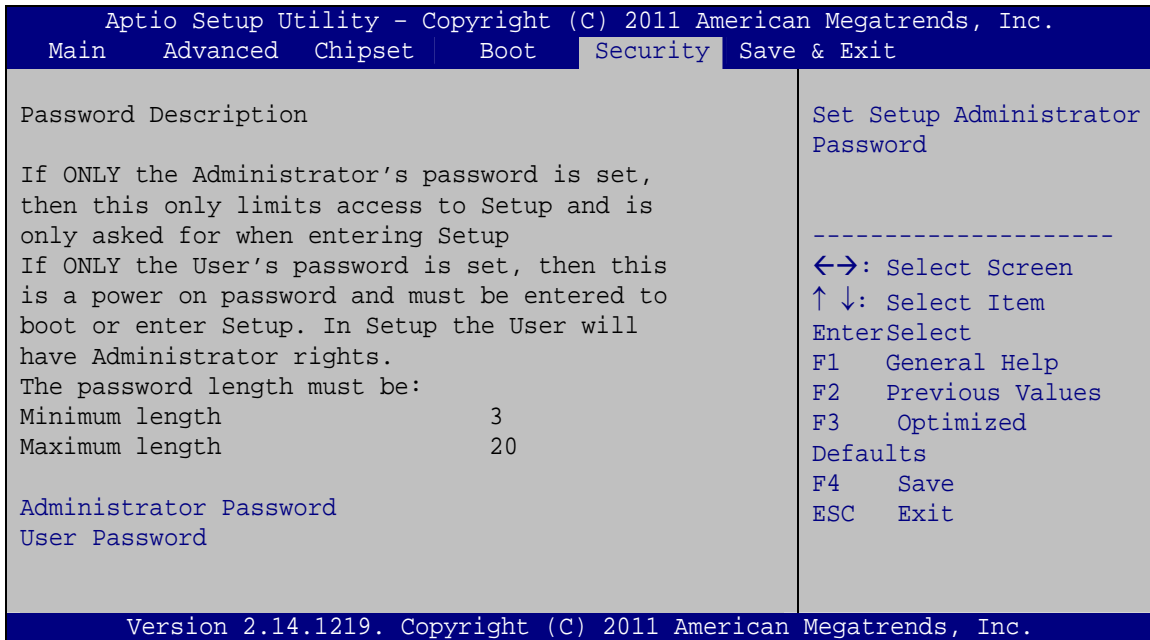 Aptio Setup Utility – Copyright (C) 2011 American Megatrends, Inc.
Main Advanced Chipset Boot Security Save & Exit
Password Description
If ONLY the Administrator’s password is set,
then this only limits access to Setup and is
only asked for when entering Setup
If ONLY the User’s password is set, then this
is a power on password and must be entered to
boot or enter Setup. In Setup the User will
have Administrator rights.
The password length must be:
Minimum length 3
Maximum length 20
Administrator Password
User Password
Set Setup Administrator
Password
---------------------
←→: Select Screen
↑ ↓: Select Item
EnterSelect
F1 General Help
F2 Previous Values
F3 Optimized
Defaults
F4 Save
ESC Exit
Version 2.14.1219. Copyright (C) 2011 American Megatrends, Inc.